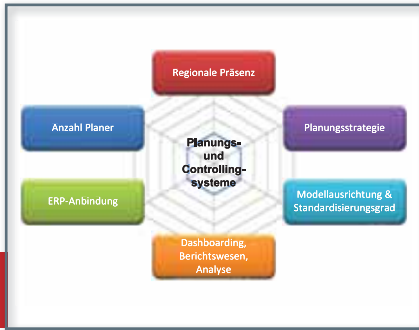 Regionale Präsenz
Anzahl Planer
Planungsstrategie
Planungs-
und
Controlling-
systeme
ERP-Anbindung
Modellausrichtung &
Standardisierungsgrad
Dashboarding,
Berichtswesen,
Analyse